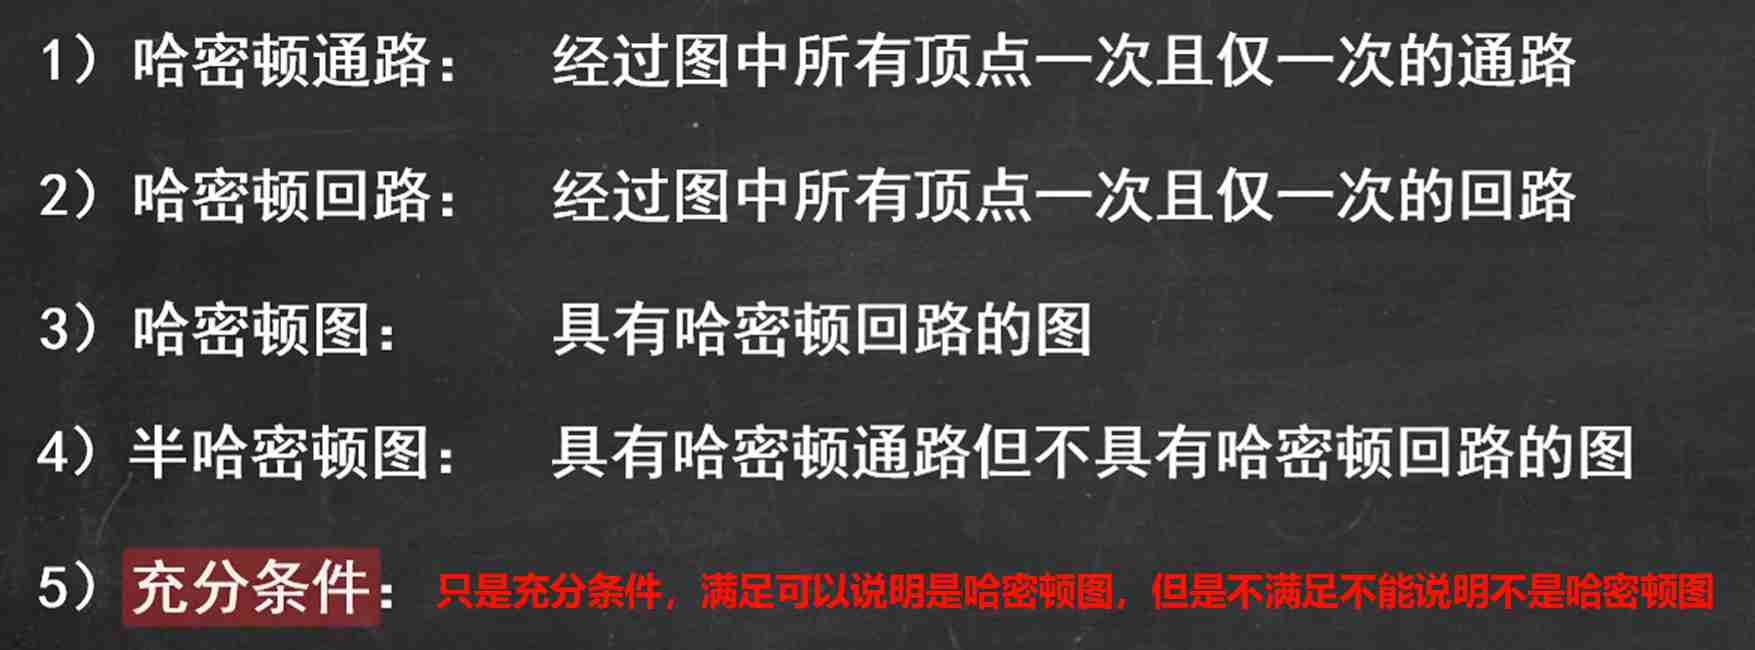 1）哈密顿通路： 经过图中所有顶点一次且仅一次的通路
2）哈密顿回路： 经过图中所有顶点一次且仅一次的回路
3）哈密顿图： 具有哈密顿回路的图
4）半哈密顿图： 具有哈密顿通路但不具有哈密顿回路的图
5）充分条件：只是充分条件，满足可以说明是哈密顿图，但是不满足不能说明不是哈密顿图